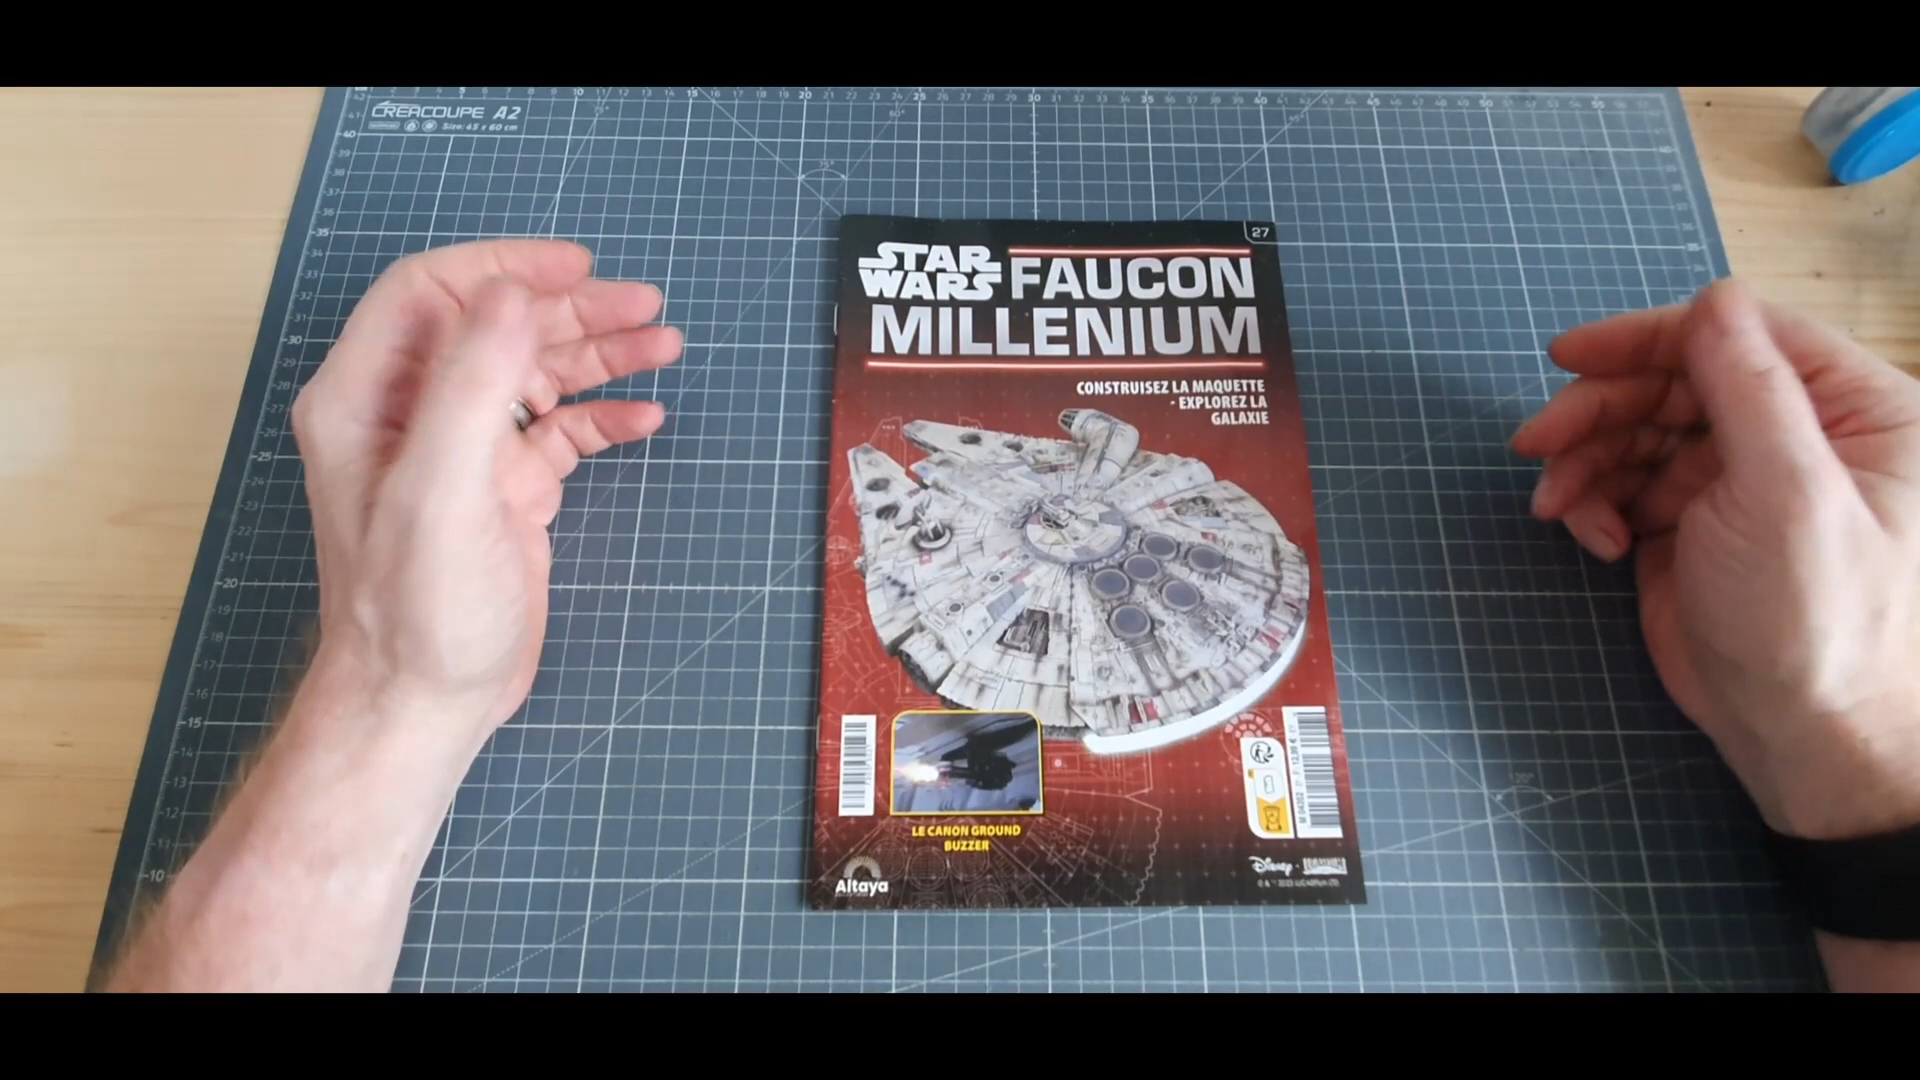 CREACOUPE A2
Size: 45 x 60 cm
27
STAR WARS FAUCON
MILLENIUM
CONSTRUISEZ LA MAQUETTE
- EXPLOREZ LA
GALAXIE
LE CANON GROUND
BUZZER
Altaya
Disney